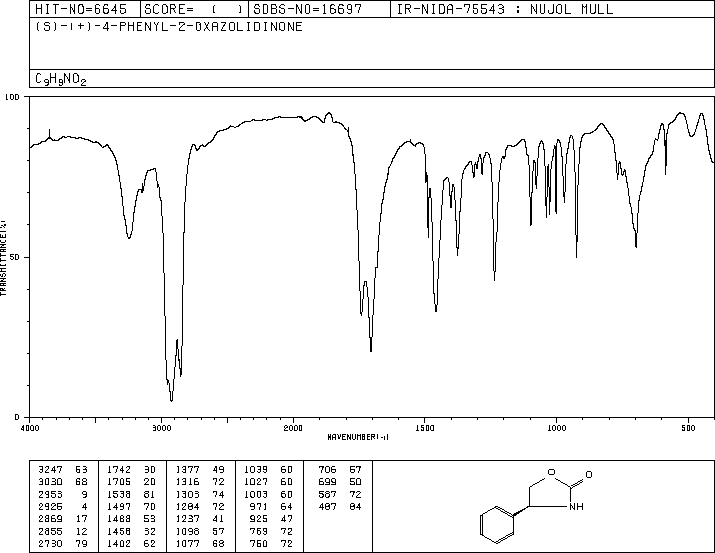 HIT-NO=6645 SCORE= ( ) SDBS-NO=16697 IR-NIDA-75543 : NUJOL MULL
(S)-(+)-4-PHENYL-2-OXAZOLIDINONE
C9H9NO2
100
TRANSMITTANCE(%)
50
0
4000 3000 2000 1500 1000 500
WAVENUMBER(-1)
3247 53 1742 30 1377 49 1039 60 706 57
3030 68 1705 20 1316 72 1027 60 699 50
2953 9 1538 81 1303 74 1003 60 587 72
2925 4 1497 70 1284 72 971 64 487 84
2869 17 1488 53 1237 41 925 47
2855 12 1458 32 1098 57 769 72
2730 79 1402 62 1077 68 750 72
O
O
NH